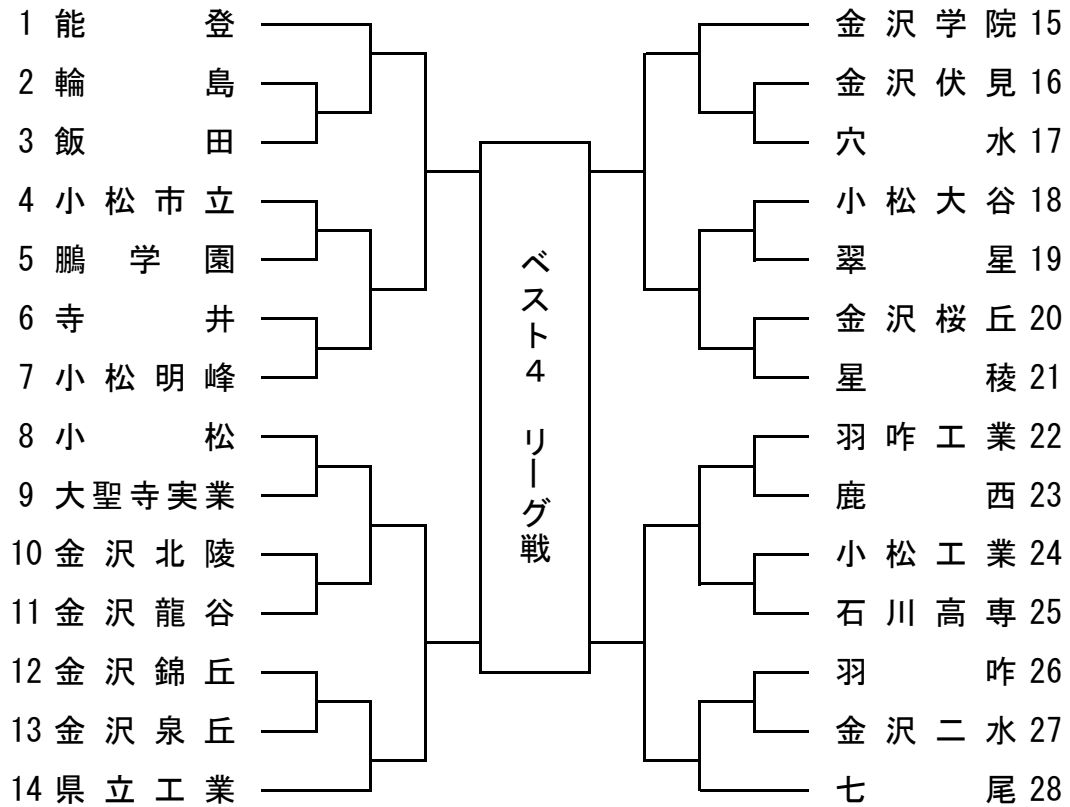 1 能登
2 輪島
3 飯田
4 小松市立
5 鵬学園
6 寺井
7 小松明峰
8 小松
9 大聖寺実業
10 金沢北陵
11 金沢龍谷
12 金沢錦丘
13 金沢泉丘
14 県立工業
ベスト4 リーグ戦
金沢学院 15
金沢伏見 16
穴水 17
小松大谷 18
翠星 19
金沢桜丘 20
星稜 21
羽咋工業 22
鹿西 23
小松工業 24
石川高専 25
羽咋 26
金沢二水 27
七尾 28